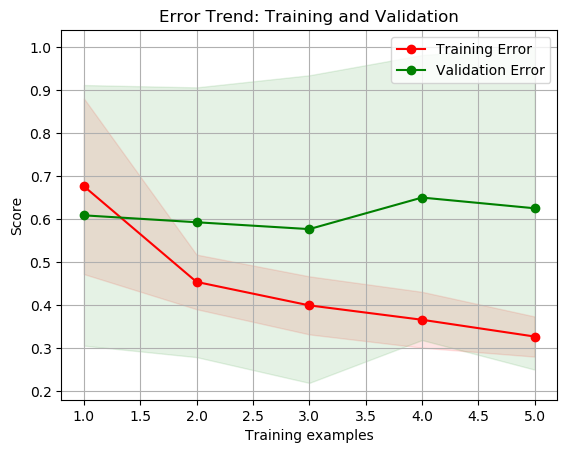 Error Trend: Training and Validation
Training Error
Validation Error
Score
1.0
0.9
0.8
0.7
0.6
0.5
0.4
0.3
0.2
1.0 1.5 2.0 2.5 3.0 3.5 4.0 4.5 5.0
Training examples